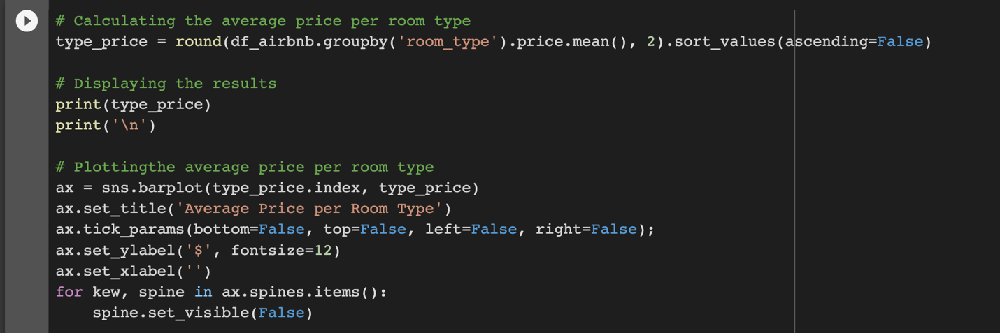 # Calculating the average price per room type
type_price = round(df_airbnb.groupby('room_type').price.mean(), 2).sort_values(ascending=False)
# Displaying the results
print(type_price)
print('\n')
# Plottingthe average price per room type
ax = sns.barplot(type_price.index, type_price)
ax.set_title('Average Price per Room Type')
ax.tick_params(bottom=False, top=False, left=False, right=False);
ax.set_ylabel('$', fontsize=12)
ax.set_xlabel('')
for kew, spine in ax.spines.items():
    spine.set_visible(False)